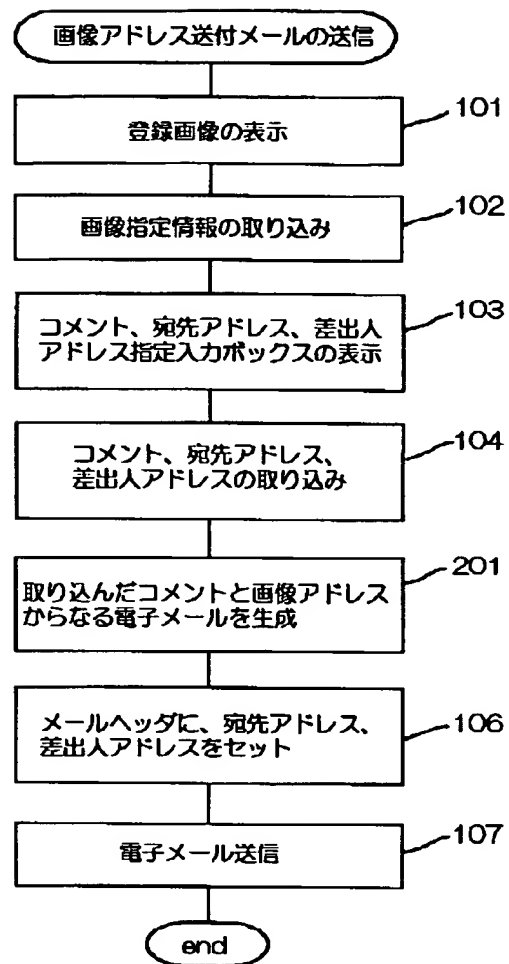 画像アドレス送付メールの送信
登録画像の表示
101
画像指定情報の取り込み
102
コメント、宛先アドレス、差出人
アドレス指定入力ボックスの表示
103
コメント、宛先アドレス、
差出人アドレスの取り込み
104
取り込んだコメントと画像アドレス
からなる電子メールを生成
201
メールヘッダに、宛先アドレス、
差出人アドレスをセット
106
電子メール送信
107
end